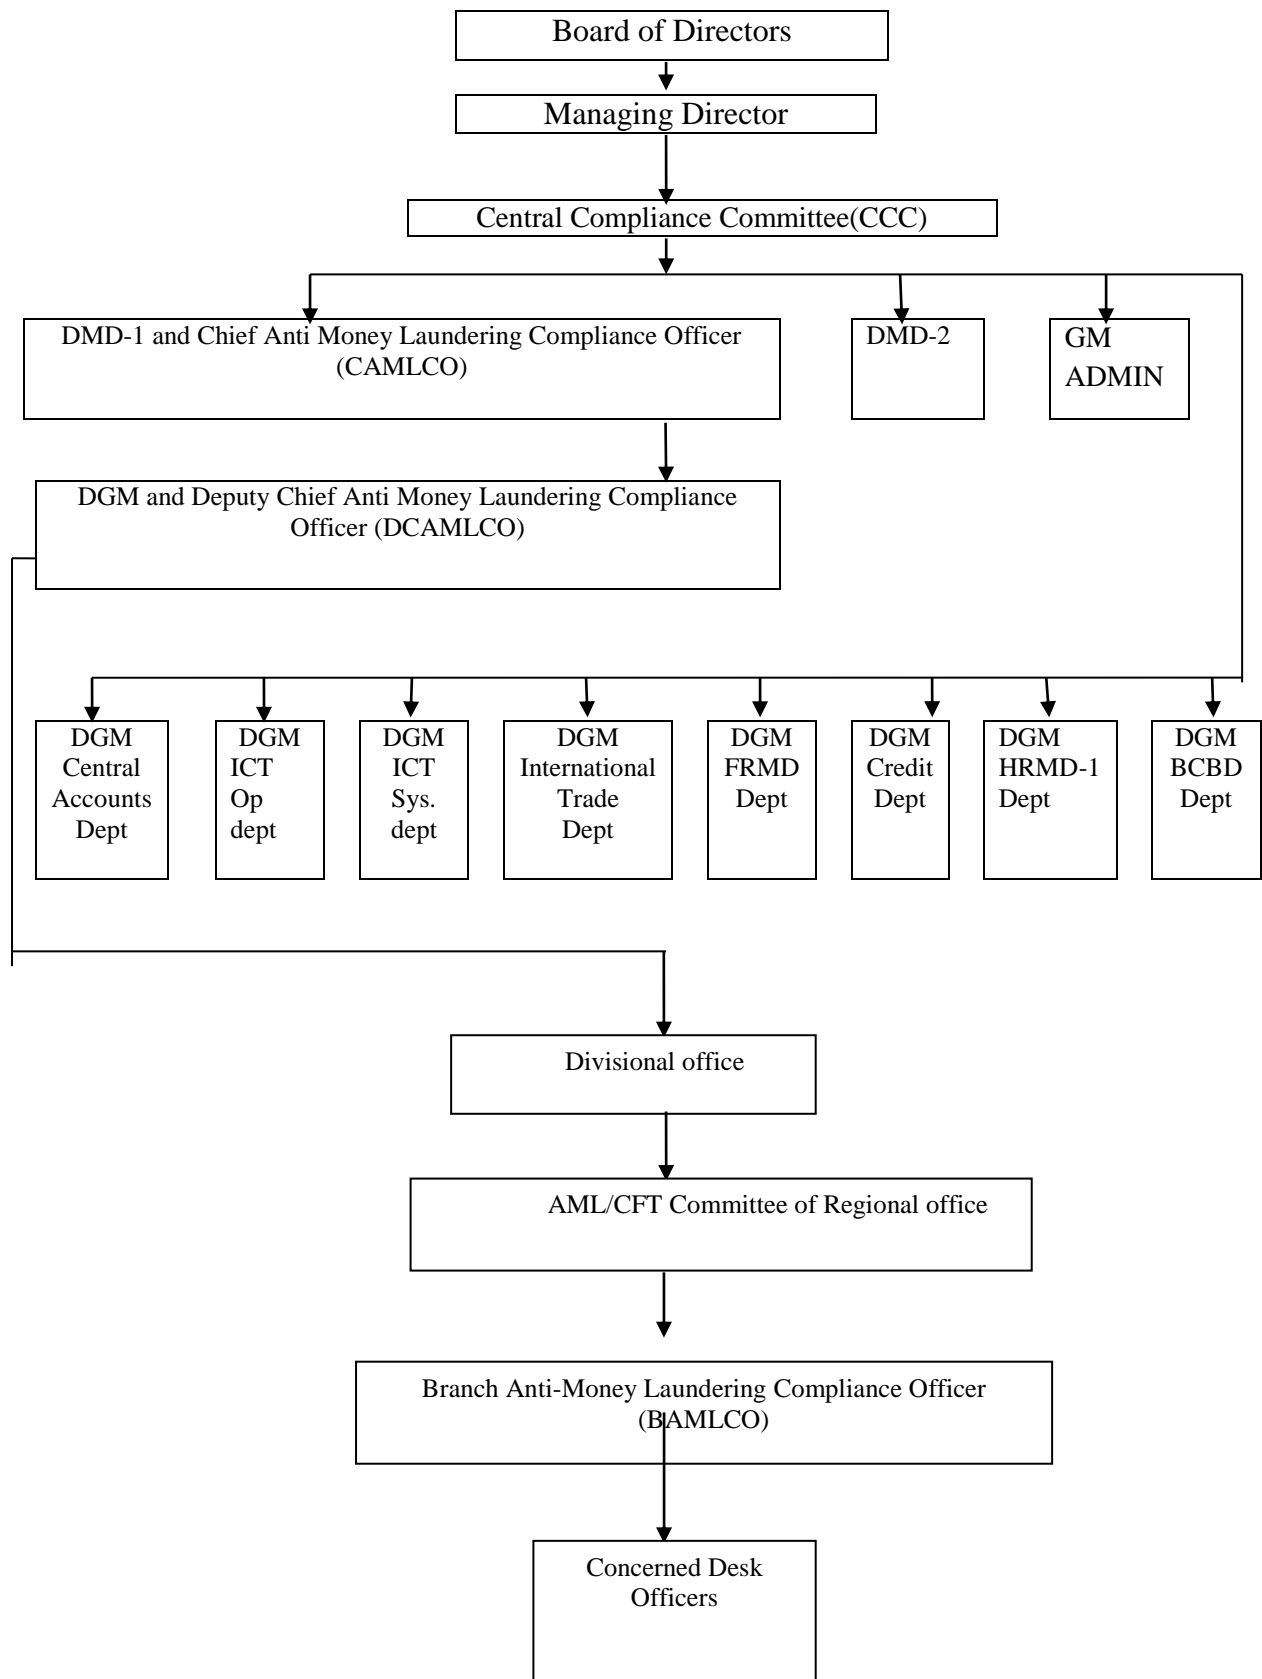 Board of Directors
Managing Director
Central Compliance Committee(CCC)
DMD-1 and Chief Anti Money Laundering Compliance Officer
(CAMLCO)
DMD-2
GM
ADMIN
DGM and Deputy Chief Anti Money Laundering Compliance
Officer (DCAMLCO)
DGM
Central
Accounts
Dept
DGM
ICT
Op
dept
DGM
ICT
Sys.
dept
DGM
International
Trade
Dept
DGM
FRMD
Dept
DGM
Credit
Dept
DGM
HRMD-1
Dept
DGM
BCBD
Dept
Divisional office
AML/CFT Committee of Regional office
Branch Anti-Money Laundering Compliance Officer
(BAMLCO)
Concerned Desk
Officers